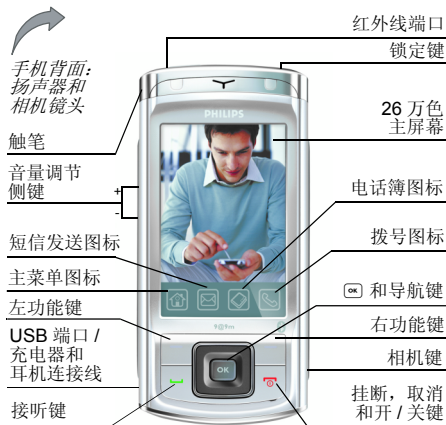 手机背面：
扬声器和
相机镜头
触笔
音量调节
侧键
+
-
短信发送图标
主菜单图标
左功能键
USB 端口 /
充电器和
耳机连接线
接听键
红外线端口
锁定键
26 万色
主屏幕
电话簿图标
拨号图标
OK 和导航键
右功能键
相机键
挂断，取消
和开 / 关键
PHILIPS
9@9m
OK